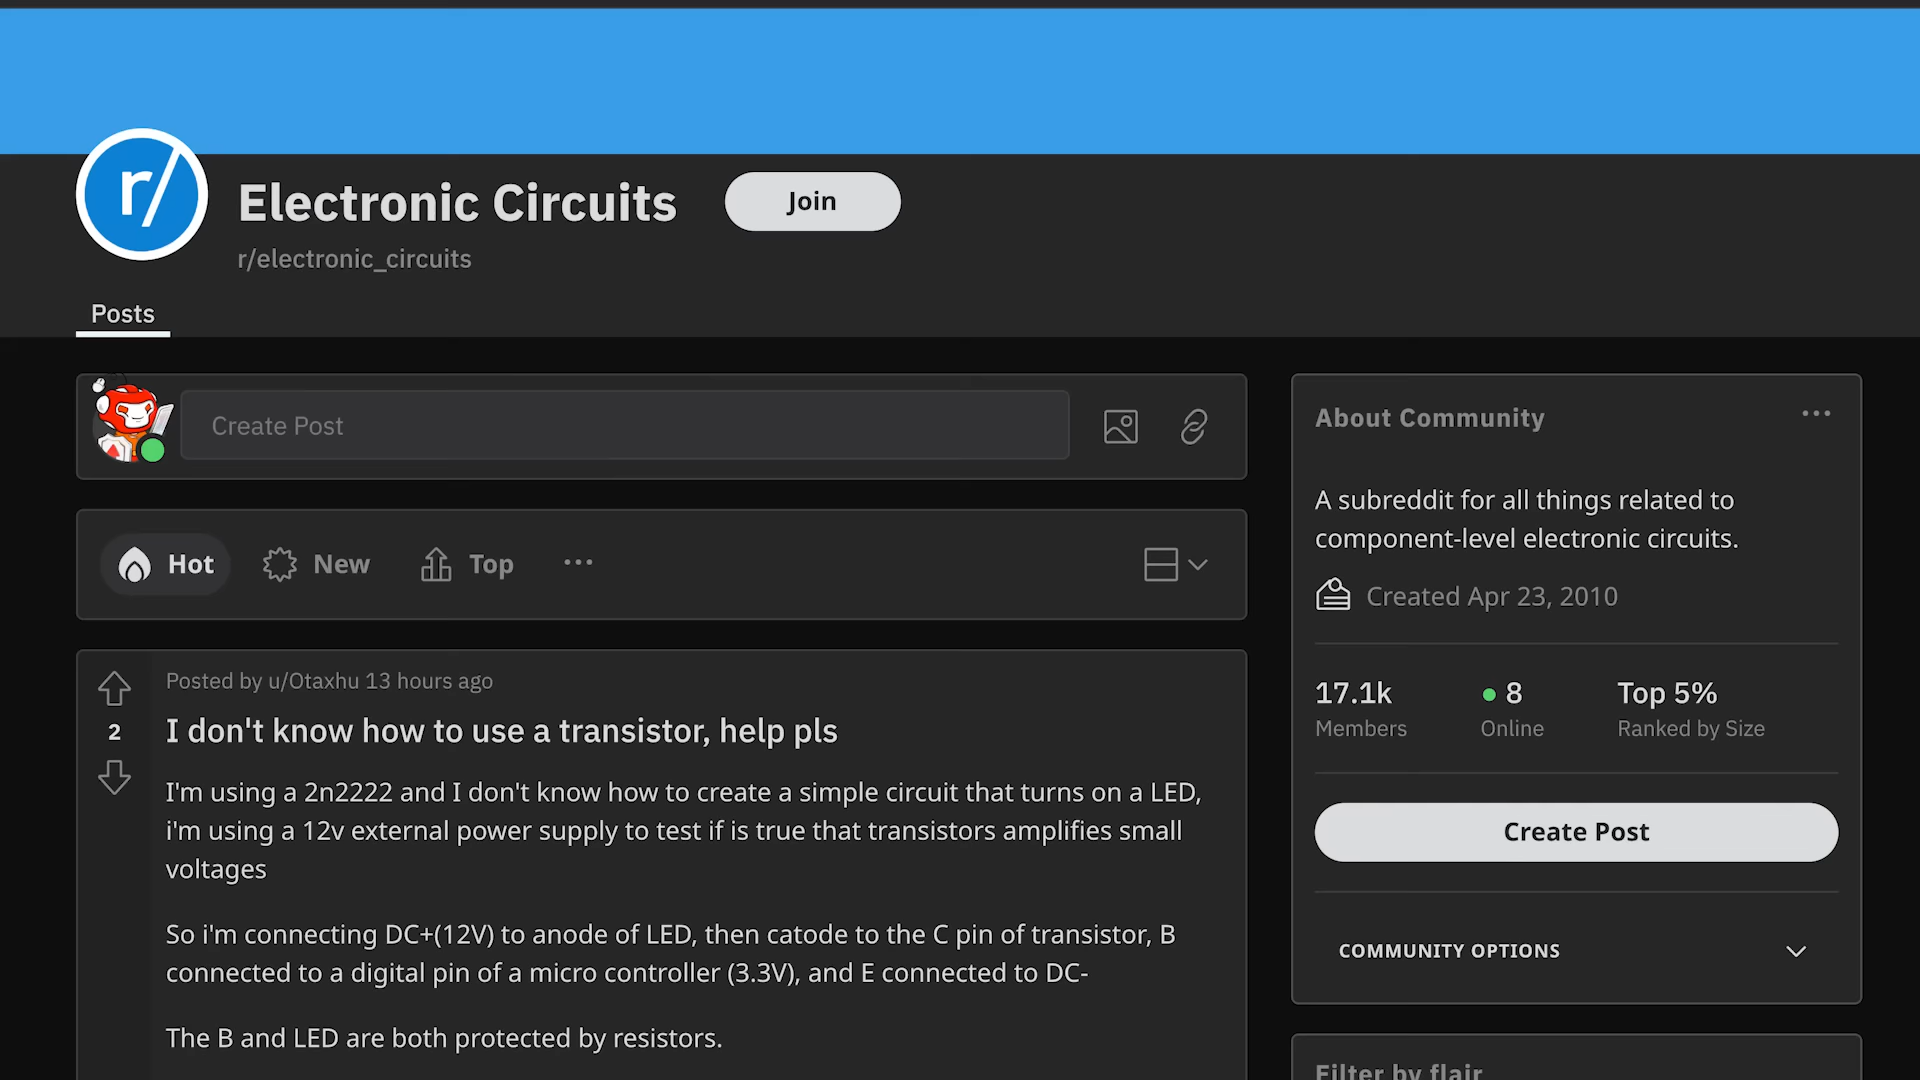 r/
Electronic Circuits
Join
r/electronic_circuits
Posts
Create Post
Hot
New
Top
Posted by u/Otaxhu 13 hours ago
2
I don't know how to use a transistor, help pls
I'm using a 2n2222 and I don't know how to create a simple circuit that turns on a LED,
i'm using a 12v external power supply to test if is true that transistors amplifies small
voltages
So i'm connecting DC+(12V) to anode of LED, then catode to the C pin of transistor, B
connected to a digital pin of a micro controller (3.3V), and E connected to DC-
The B and LED are both protected by resistors.
About Community
A subreddit for all things related to
component-level electronic circuits.
Created Apr 23, 2010
17.1k
Members
8
Online
Top 5%
Ranked by Size
Create Post
COMMUNITY OPTIONS
Filter by flair